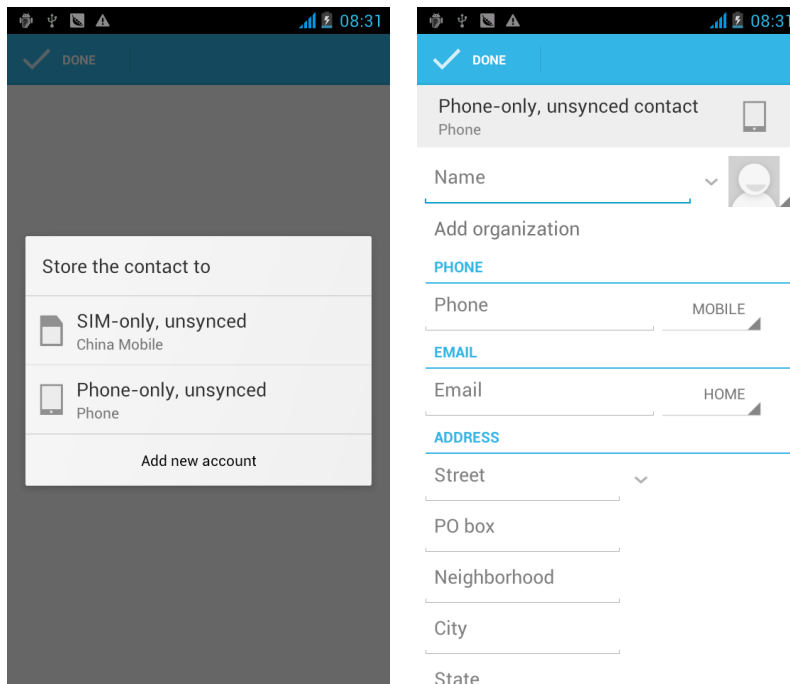 08:31
DONE
Store the contact to
SIM-only, unsynced
China Mobile
Phone-only, unsynced
Phone
Add new account
08:31
DONE
Phone-only, unsynced contact
Phone
Name
Add organization
PHONE
Phone MOBILE
EMAIL
Email HOME
ADDRESS
Street
PO box
Neighborhood
City
State